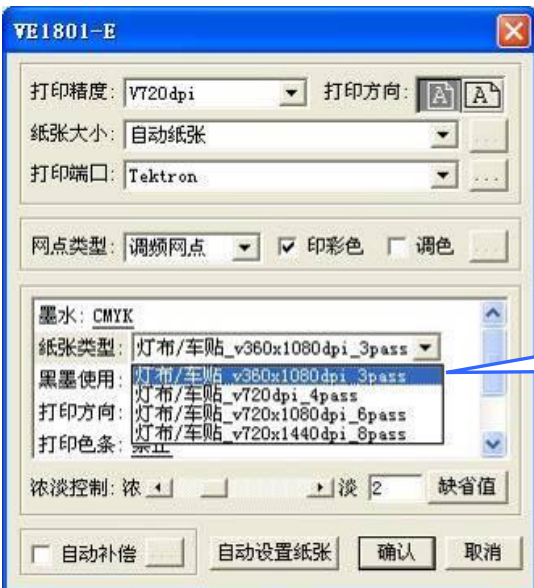 VE1801-E
打印精度: V720dpi 打印方向: A A
纸张大小: 自动纸张 ...
打印端口: Tektron ...
网点类型: 调频网点 印彩色 调色 ...
墨水: CMYK
纸张类型: 灯布/车贴_v360x1080dpi_3pass
黑墨使用: 灯布/车贴_v360x1080dpi_3pass
灯布/车贴_v720dpi_4pass
打印方向: 灯布/车贴_v720x1080dpi_6pass
打印色条: 灯布/车贴_v720x1440dpi_8pass
禁止
浓淡控制: 浓 淡 2 缺省值
自动补偿 ... 自动设置纸张 确认 取消